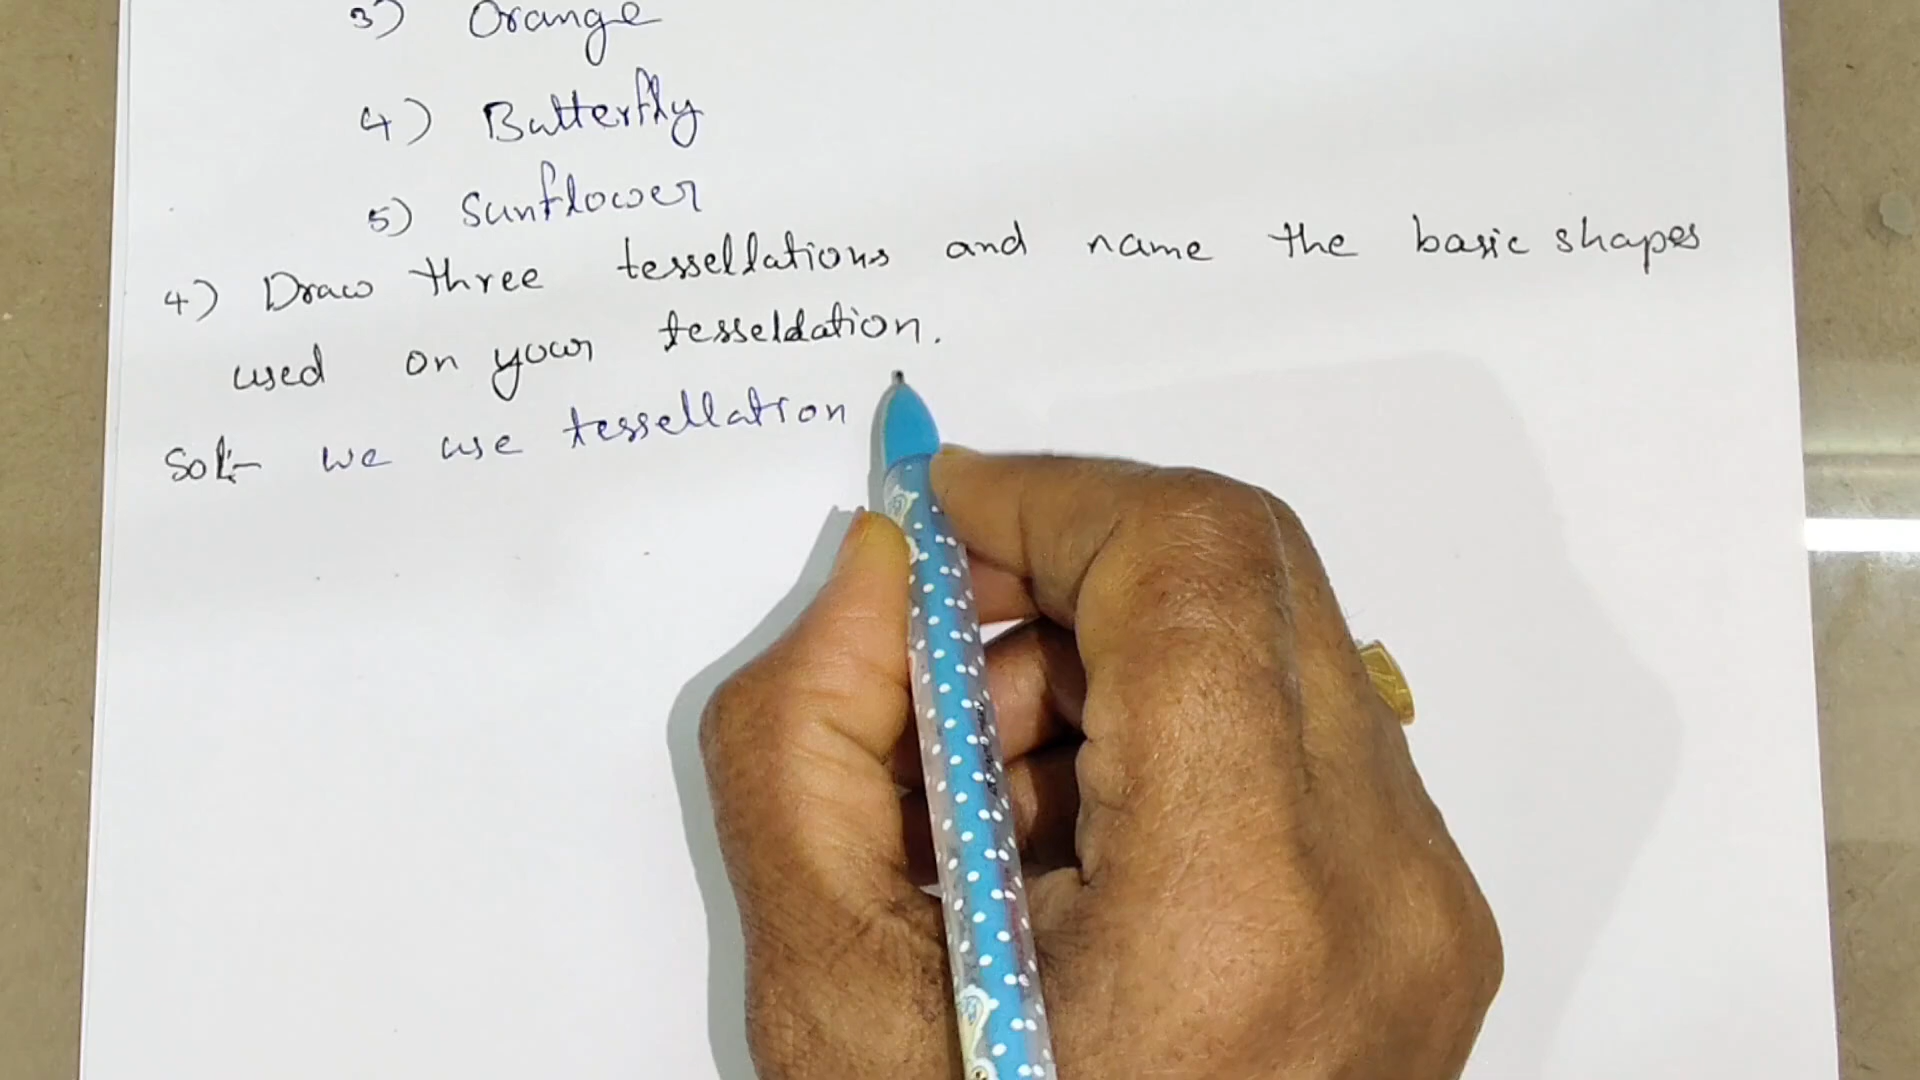 3) Orange
4) Butterfly
5) Sunflower
4) Draw three tessellations and name the basic shapes
used on your tesseldation.
Sol:- we use tessellation